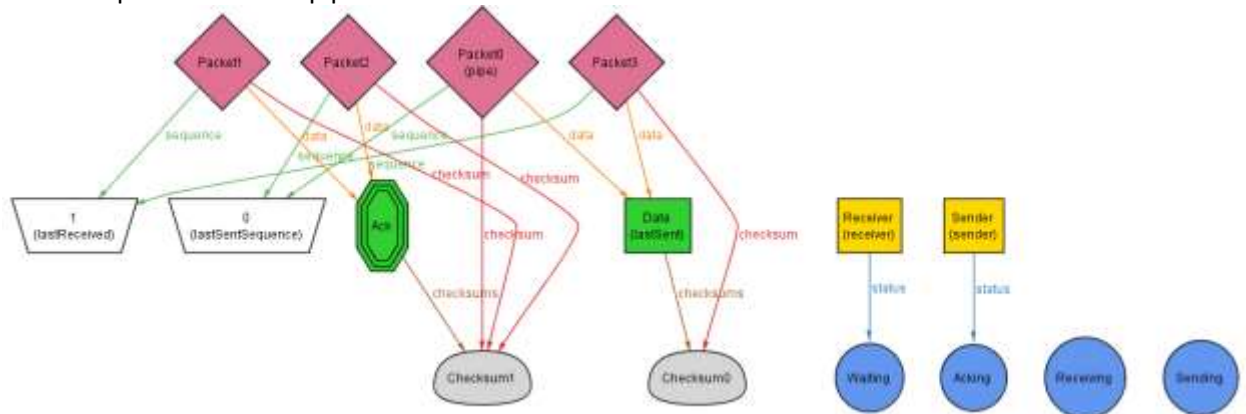 Packet1
Packet2
Packet0
(pipe)
Packet3
sequence
data
data
sequence
data
data
sequence
sequence
checksum
checksum
1
(lastReceived)
0
(lastSentSequence)
Ack
Data
(lastSent)
Receiver
(receiver)
Sender
(sender)
checksum
checksum
status
status
checksums
checksums
Checksum1
Checksum0
Waiting
Acking
Receiving
Sending